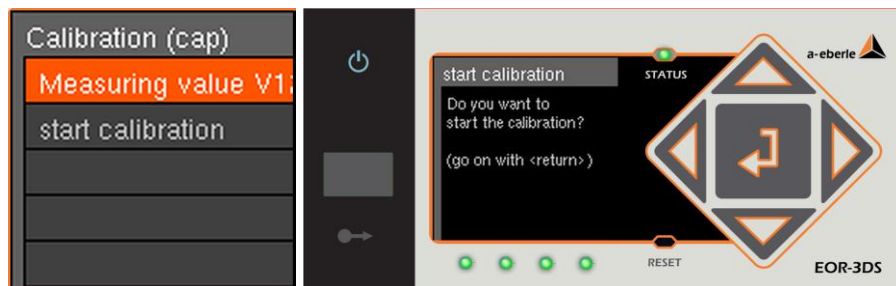 Calibration (cap)
Measuring value V1
start calibration
start calibration
Do you want to
start the calibration?
(go on with <return> )
STATUS
a-eberle
RESET
EOR-3DS